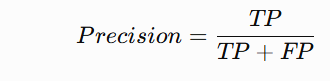 Precision = TP / TP + FP